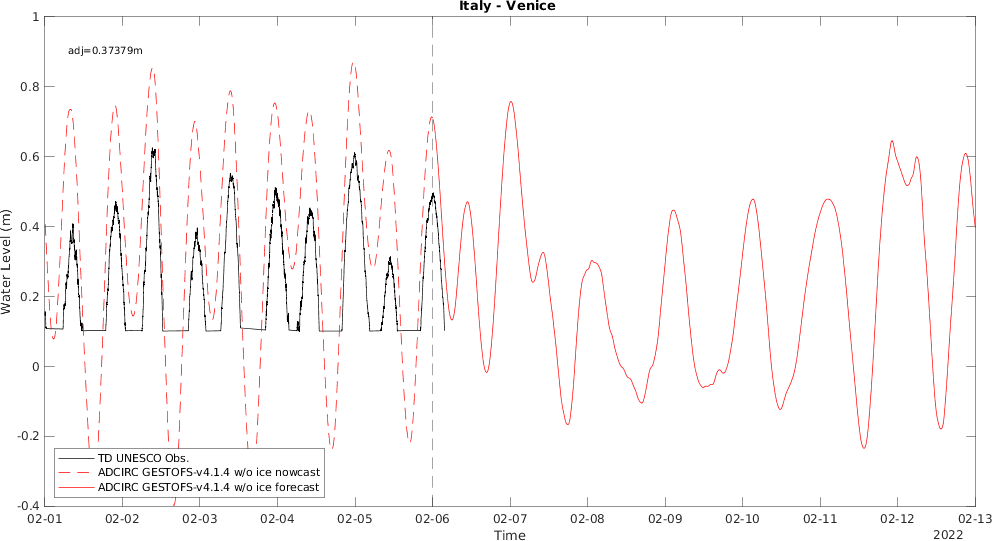 Italy - Venice
adj=0.37379m
Water Level (m)
1
0.8
0.6
0.4
0.2
0
-0.2
-0.4
TD UNESCO Obs.
ADCIRC GESTOFS-v4.1.4 w/o ice nowcast
ADCIRC GESTOFS-v4.1.4 w/o ice forecast
02-01 02-02 02-03 02-04 02-05 02-06 02-07 02-08 02-09 02-10 02-11 02-12 02-13
Time
2022